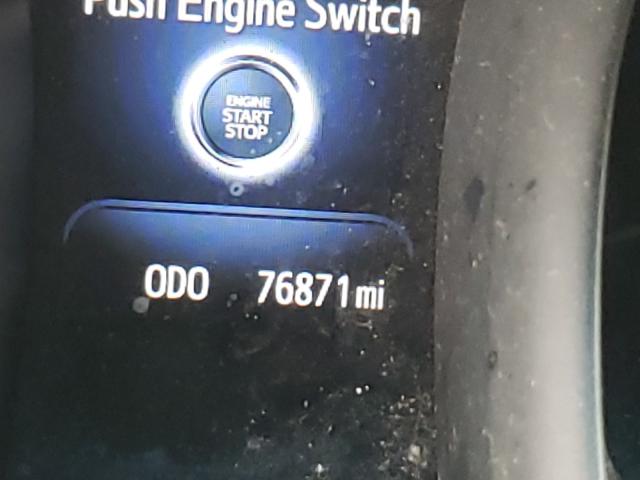 Push Engine Switch
ENGINE
START
STOP
ODO 76871 mi